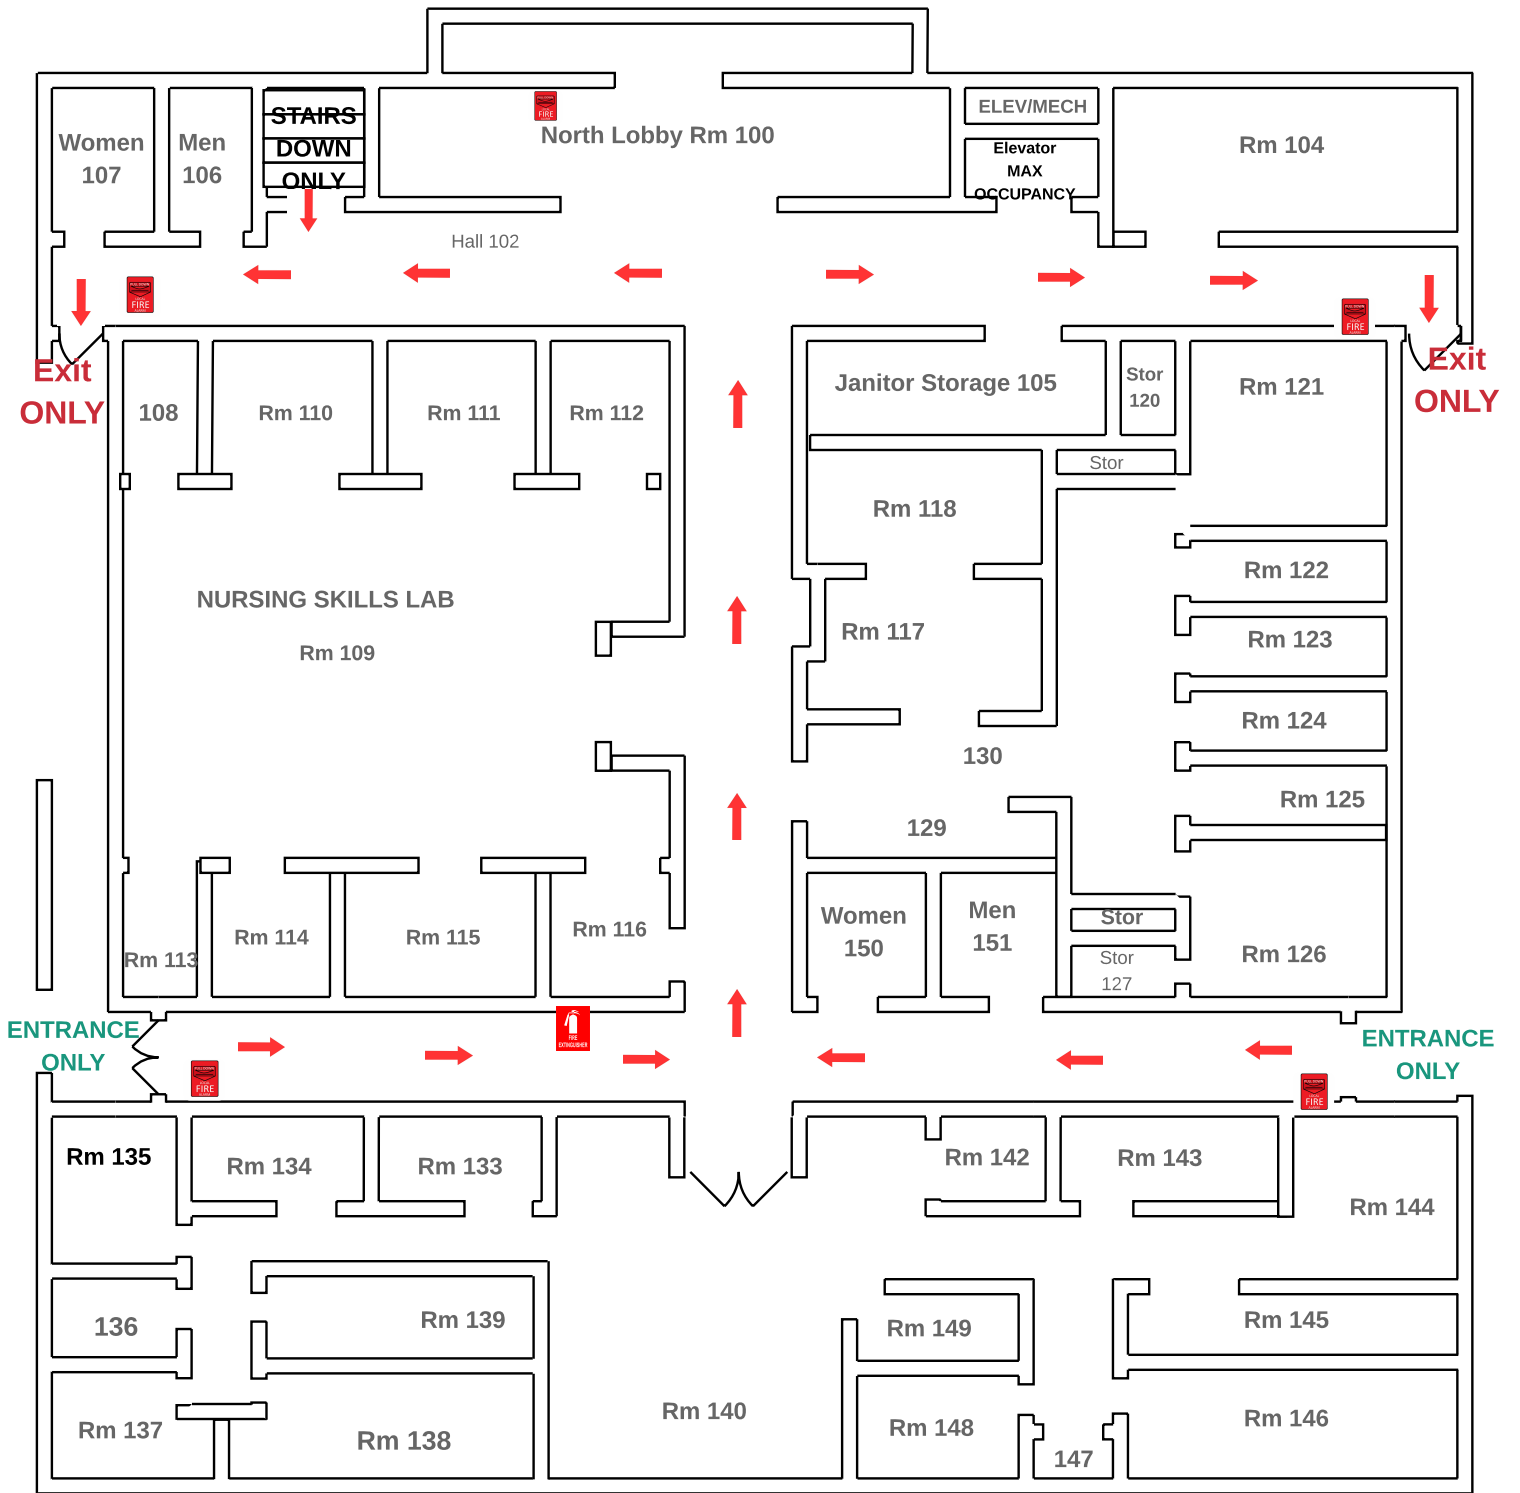 STAIRS
DOWN
ONLY
Women
107
Men
106
North Lobby Rm 100
ELEV/MECH
Elevator
MAX
OCCUPANCY
Rm 104
Hall 102
FIRE
FIRE
FIRE
Exit
ONLY
Exit
ONLY
108
Rm 110
Rm 111
Rm 112
Janitor Storage 105
Stor
120
Rm 121
Stor
Rm 118
NURSING SKILLS LAB
Rm 109
Rm 117
Rm 122
Rm 123
Rm 124
130
Rm 125
129
Rm 113
Rm 114
Rm 115
Rm 116
Women
150
Men
151
Stor
Stor
127
Rm 126
ENTRANCE
ONLY
FIRE
EXTINGUISHER
ENTRANCE
ONLY
FIRE
FIRE
Rm 135
Rm 134
Rm 133
Rm 142
Rm 143
Rm 144
136
Rm 139
Rm 149
Rm 145
Rm 137
Rm 138
Rm 140
Rm 148
147
Rm 146